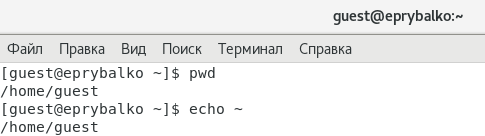 guest@eprybalko:~
Файл Правка Вид Поиск Терминал Справка
[guest@eprybalko ~]$ pwd
/home/guest
[guest@eprybalko ~]$ echo ~
/home/guest